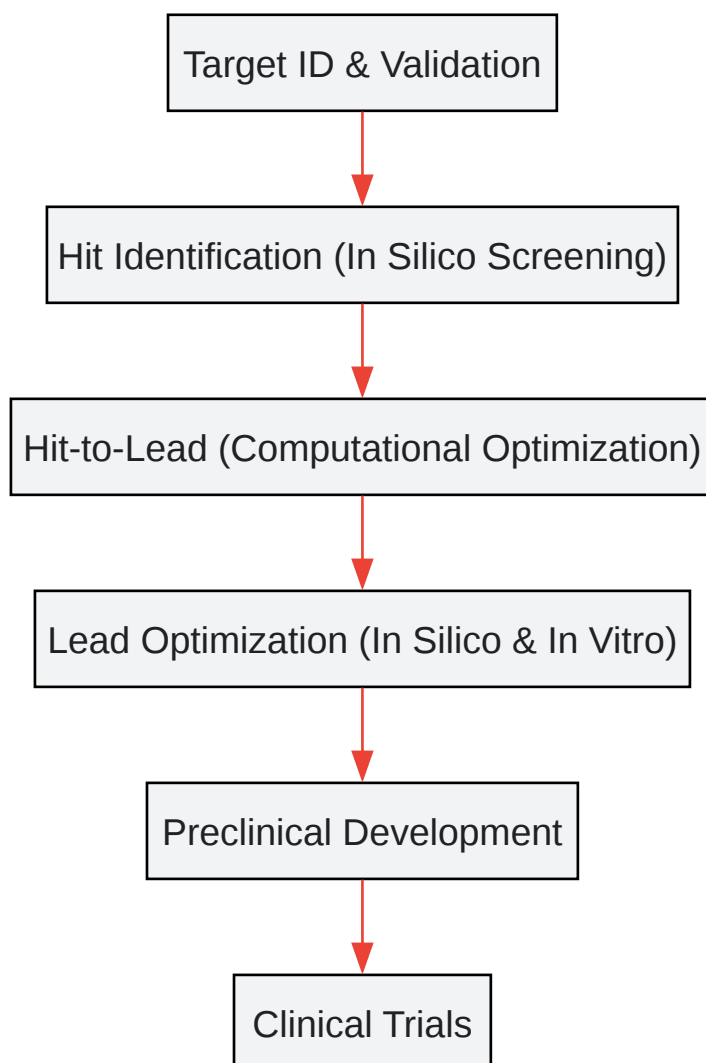 Target ID & Validation
Hit Identification (In Silico Screening)
Hit-to-Lead (Computational Optimization)
Lead Optimization (In Silico & In Vitro)
Preclinical Development
Clinical Trials